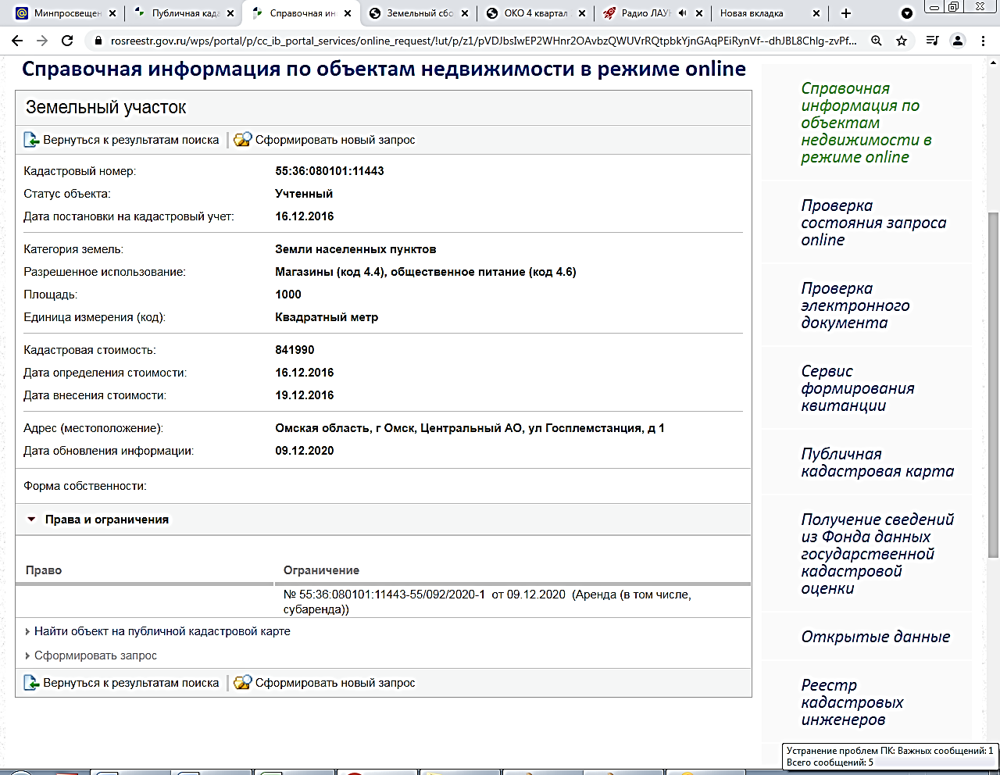 Минпросвещен
Публичная када
Справочная ин
Земельный сбо
ОКО 4 квартал
Радио ЛАУН
Новая вкладка
rosreestr.gov.ru/wps/portal/p/cc_ib_portal_services/online_request/!ut/p/z1/pVDJbsIwEP2WHnr2OAvbzQWUVrRQtpbkYjnGAqPEiRynVf--dhJBL8Chlg-zvPf...
Справочная информация по объектам недвижимости в режиме online
Земельный участок
Вернуться к результатам поиска
Сформировать новый запрос
Кадастровый номер: 55:36:080101:11443
Статус объекта: Учтенный
Дата постановки на кадастровый учет: 16.12.2016
Категория земель: Земли населенных пунктов
Разрешенное использование: Магазины (код 4.4), общественное питание (код 4.6)
Площадь: 1000
Единица измерения (код): Квадратный метр
Кадастровая стоимость: 841990
Дата определения стоимости: 16.12.2016
Дата внесения стоимости: 19.12.2016
Адрес (местоположение): Омская область, г Омск, Центральный АО, ул Госплемстанция, д 1
Дата обновления информации: 09.12.2020
Форма собственности:
Права и ограничения
Право Ограничение
№ 55:36:080101:11443-55/092/2020-1 от 09.12.2020 (Аренда (в том числе,
субаренда))
Найти объект на публичной кадастровой карте
Сформировать запрос
Вернуться к результатам поиска
Сформировать новый запрос
Справочная
информация по
объектам
недвижимости в
режиме online
Проверка
состояния запроса
online
Проверка
электронного
документа
Сервис
формирования
квитанции
Публичная
кадастровая карта
Получение сведений
из Фонда данных
государственной
кадастровой
оценки
Открытые данные
Реестр
кадастровых
инженеров
Устранение проблем ПК: Важных сообщений: 1
Всего сообщений: 5